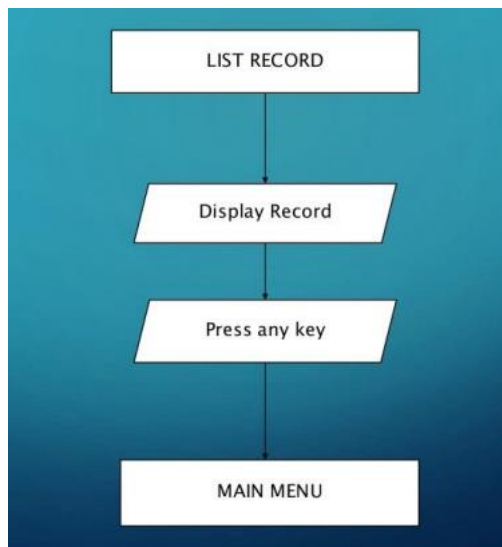 LIST RECORD
Display Record
Press any key
MAIN MENU